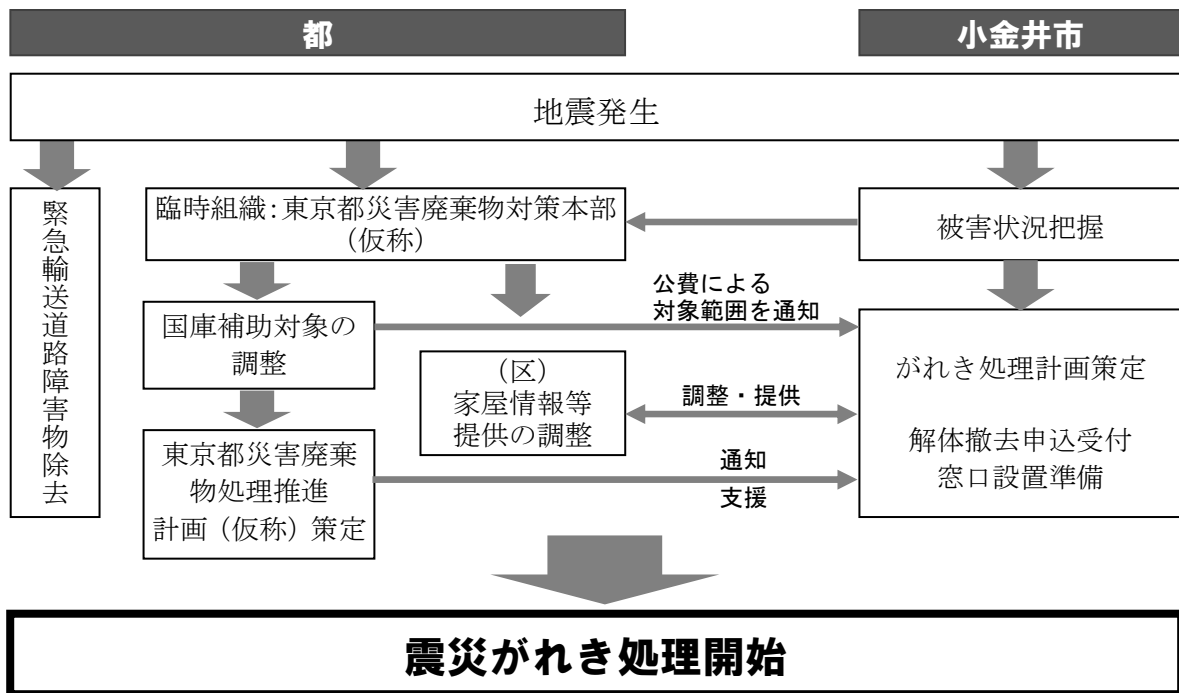 都
小金井市
地震発生
緊急輸送道路障害物除去
臨時組織:東京都災害廃棄物対策本部
(仮称)
被害状況把握
公費による
対象範囲を通知
国庫補助対象の
調整
(区)
家屋情報等
提供の調整
調整・提供
がれき処理計画策定
解体撤去申込受付
窓口設置準備
東京都災害廃棄
物処理推進
計画(仮称)策定
通知
支援
震災がれき処理開始